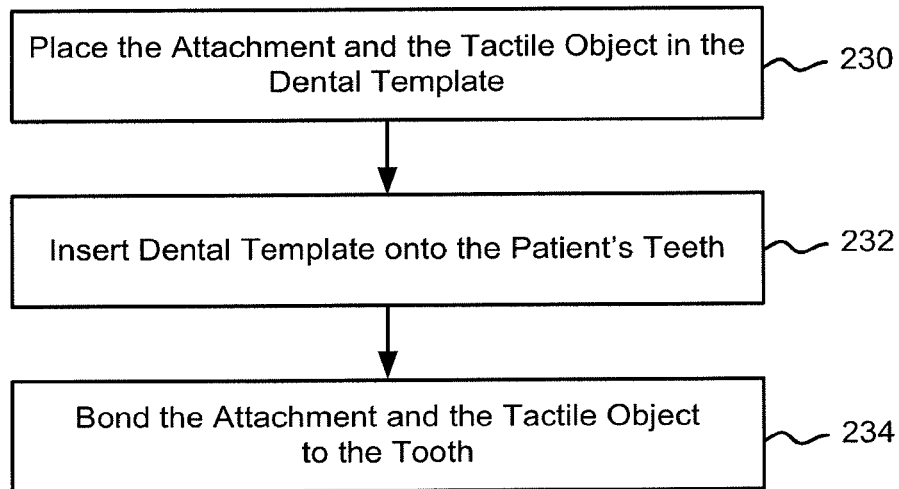 Place the Attachment and the Tactile Object in the
Dental Template
230
Insert Dental Template onto the Patient's Teeth
232
Bond the Attachment and the Tactile Object
to the Tooth
234